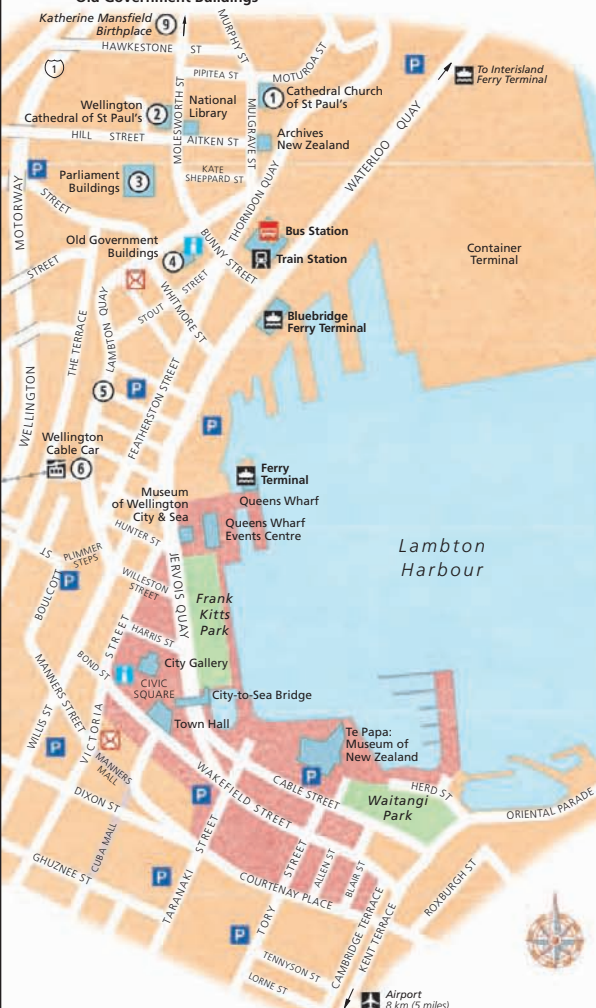 Old Government Buildings
Katherine Mansfield
Birthplace
9
HAWKESTONE ST
MURPHY ST
1
PIPITEA ST
MOTUROA ST
P
To Interisland
Ferry Terminal
Wellington
Cathedral of St Paul's
2
MOLESWORTH ST
National
Library
1
Cathedral Church
of St Paul's
MULGRAVE ST
HILL STREET
AITKEN ST
Archives
New Zealand
WATERLOO QUAY
P
Parliament
Buildings
3
KATE
SHEPPARD ST
THORNDON QUAY
MOTORWAY
STREET
Old Government
Buildings
i
4
BUNNY STREET
Bus Station
Train Station
Container
Terminal
STREET
STOUT STREET
WHITMORE ST
Bluebridge
Ferry Terminal
THE TERRACE
LAMBTON QUAY
5
P
FEATHERSTON STREET
WELLINGTON
P
Wellington
Cable Car
6
Ferry
Terminal
Museum
of Wellington
City & Sea
Queens Wharf
Queens Wharf
Events Centre
HUNTER ST
Lambton
Harbour
ST
PLIMMER
STEPS
P
BOULCOTT
WILLESTON
STREET
JERVOIS QUAY
Frank
Kitts
Park
HARRIS ST
STREET
City Gallery
BOND ST
i
CIVIC
SQUARE
City-to-Sea Bridge
MANNERS STREET
Town Hall
WILLIS ST
VICTORIA
P
Te Papa:
Museum of
New Zealand
P
MANNERS
MALL
WAKEFIELD STREET
CABLE STREET
HERD ST
P
Waitangi
Park
ORIENTAL PARADE
DIXON ST
CUBA MALL
STREET
STREET
ALLEN ST
BLAIR ST
GHUZNEE ST
P
TARANAKI
COURTENAY PLACE
CAMBRIDGE TERRACE
KENT TERRACE
ROXBURGH ST
P
TORY
TENNYSON ST
LORNE ST
Airport
8 km (5 miles)